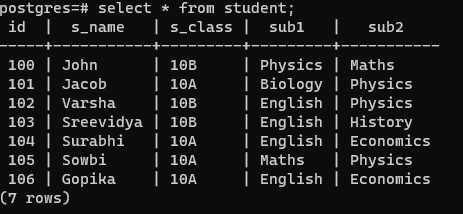 postgres=# select * from student;
 id  |  s_name   | s_class |  sub1   |   sub2
-----+-----------+---------+---------+-----------
 100 | John      | 10B     | Physics | Maths
 101 | Jacob     | 10A     | Biology | Physics
 102 | Varsha    | 10B     | English | Physics
 103 | Sreevidya | 10B     | English | History
 104 | Surabhi   | 10A     | English | Economics
 105 | Sowbi     | 10A     | Maths   | Physics
 106 | Gopika    | 10A     | English | Economics
(7 rows)